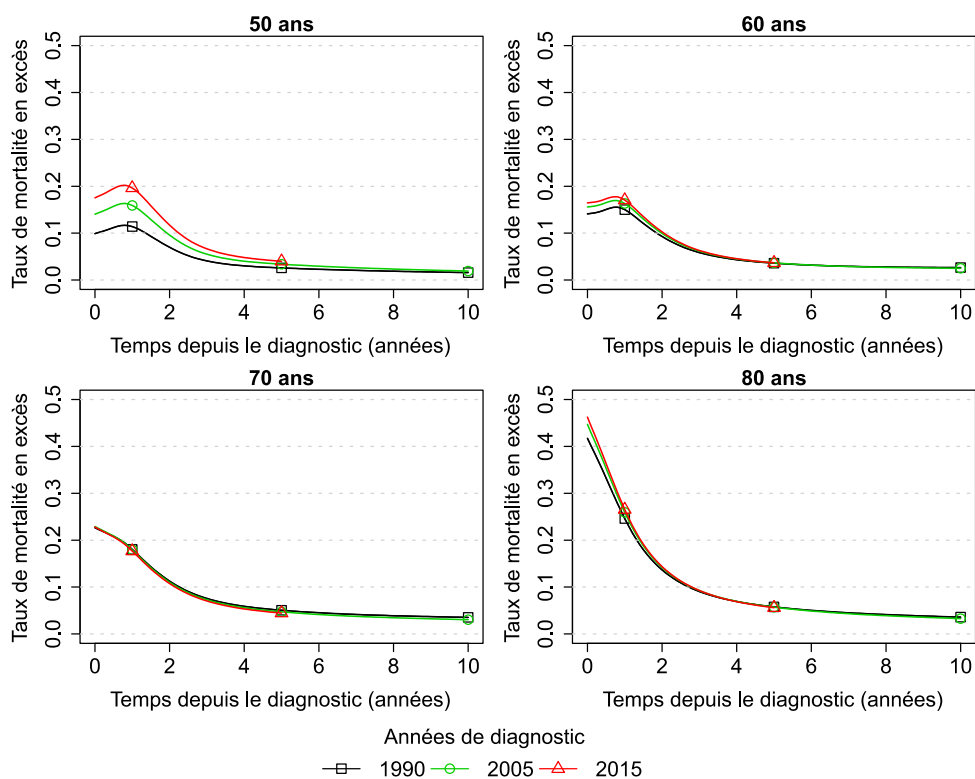 50 ans
60 ans
Taux de mortalité en excès
0.0 0.1 0.2 0.3 0.4 0.5
0 2 4 6 8 10
Temps depuis le diagnostic (années)
Taux de mortalité en excès
0.0 0.1 0.2 0.3 0.4 0.5
0 2 4 6 8 10
Temps depuis le diagnostic (années)
70 ans
80 ans
Taux de mortalité en excès
0.0 0.1 0.2 0.3 0.4 0.5
0 2 4 6 8 10
Temps depuis le diagnostic (années)
Taux de mortalité en excès
0.0 0.1 0.2 0.3 0.4 0.5
0 2 4 6 8 10
Temps depuis le diagnostic (années)
Années de diagnostic
1990 2005 2015